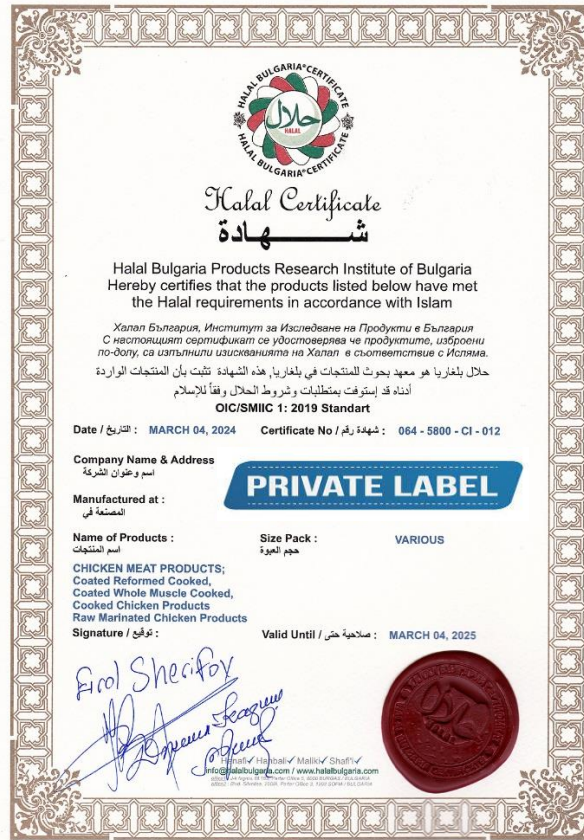 HALAL BULGARIA®CERTIFICATE
حلال
HALAL
HALAL BULGARIA®CERTIFICATE
Halal Certificate
شهادة
Halal Bulgaria Products Research Institute of Bulgaria
Hereby certifies that the products listed below have met
the Halal requirements in accordance with Islam
Халал България, Институт за Изследване на Продукти в България
С настоящият сертификат се удостоверява че продуктите, изброени
по-долу, са изпълнили изискванията на Халал в съответствие с Исляма.
حلال بلغاريا هو معهد بحوث للمنتجات في بلغاريا, هذه الشهادة تثبت بأن المنتجات الواردة
أدناه قد إستوفت بمتطلبات وشروط الحلال وفقاً للإسلام
OIC/SMIIC 1: 2019 Standart
Date / التاريخ : MARCH 04, 2024 Certificate No / شهادة رقم : 064 - 5800 - CI - 012
Company Name & Address
اسم وعنوان الشركة
PRIVATE LABEL
Manufactured at :
المصنعة في
Name of Products : Size Pack : VARIOUS
اسم المنتجات حجم العبوة
CHICKEN MEAT PRODUCTS;
Coated Reformed Cooked,
Coated Whole Muscle Cooked,
Cooked Chicken Products
Raw Marinated Chicken Products
Signature / توقيع : Valid Until / صلاحية حتى : MARCH 04, 2025
Erol Sherifov
HALAL
Hanafi✓ Hanbali✓ Maliki✓ Shafi'i✓
info@halalbulgaria.com / www.halalbulgaria.com